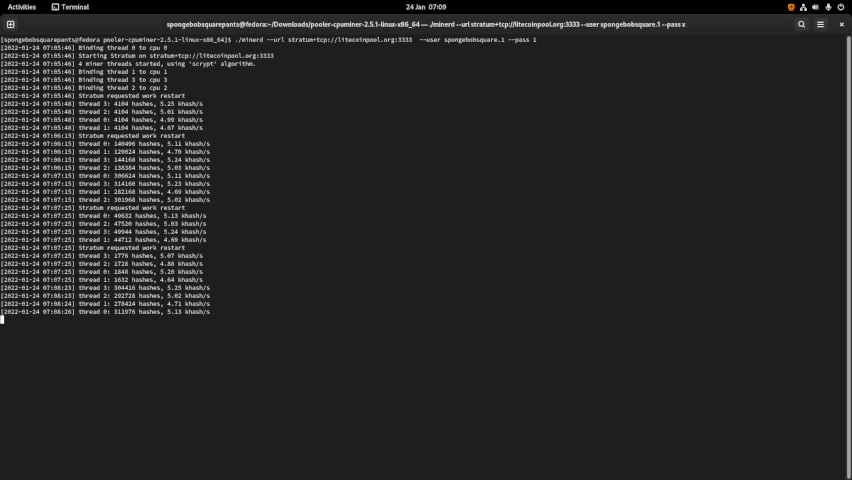 Activities
Terminal
24 Jan 07:09
spongebobsquarepants@fedora:~/Downloads/pooler-cpuminer-2.5.1-linux-x86_64 — ./minerd --url stratum+tcp://litecoinpool.org:3333 --user spongebobsquare.1 --pass x
[spongebobsquarepants@fedora pooler-cpuminer-2.5.1-linux-x86_64]$ ./minerd --url stratum+tcp://litecoinpool.org:3333  --user spongebobsquare.1 --pass 1
[2022-01-24 07:05:46] Binding thread 0 to cpu 0
[2022-01-24 07:05:46] Starting Stratum on stratum+tcp://litecoinpool.org:3333
[2022-01-24 07:05:46] 4 miner threads started, using 'scrypt' algorithm.
[2022-01-24 07:05:46] Binding thread 1 to cpu 1
[2022-01-24 07:05:46] Binding thread 3 to cpu 3
[2022-01-24 07:05:46] Binding thread 2 to cpu 2
[2022-01-24 07:05:46] Stratum requested work restart
[2022-01-24 07:05:48] thread 3: 4104 hashes, 5.25 khash/s
[2022-01-24 07:05:48] thread 2: 4104 hashes, 5.01 khash/s
[2022-01-24 07:05:48] thread 0: 4104 hashes, 4.99 khash/s
[2022-01-24 07:05:48] thread 1: 4104 hashes, 4.67 khash/s
[2022-01-24 07:06:15] Stratum requested work restart
[2022-01-24 07:06:15] thread 0: 140496 hashes, 5.11 khash/s
[2022-01-24 07:06:15] thread 1: 129024 hashes, 4.70 khash/s
[2022-01-24 07:06:15] thread 3: 144168 hashes, 5.24 khash/s
[2022-01-24 07:06:15] thread 2: 138384 hashes, 5.03 khash/s
[2022-01-24 07:07:15] thread 0: 306624 hashes, 5.11 khash/s
[2022-01-24 07:07:15] thread 3: 314160 hashes, 5.23 khash/s
[2022-01-24 07:07:15] thread 1: 282168 hashes, 4.69 khash/s
[2022-01-24 07:07:15] thread 2: 301968 hashes, 5.02 khash/s
[2022-01-24 07:07:25] Stratum requested work restart
[2022-01-24 07:07:25] thread 0: 49632 hashes, 5.13 khash/s
[2022-01-24 07:07:25] thread 2: 47520 hashes, 5.03 khash/s
[2022-01-24 07:07:25] thread 3: 49944 hashes, 5.24 khash/s
[2022-01-24 07:07:25] thread 1: 44712 hashes, 4.69 khash/s
[2022-01-24 07:07:25] Stratum requested work restart
[2022-01-24 07:07:25] thread 3: 1776 hashes, 5.07 khash/s
[2022-01-24 07:07:25] thread 2: 1728 hashes, 4.88 khash/s
[2022-01-24 07:07:25] thread 0: 1848 hashes, 5.20 khash/s
[2022-01-24 07:07:25] thread 1: 1632 hashes, 4.64 khash/s
[2022-01-24 07:08:23] thread 3: 304416 hashes, 5.25 khash/s
[2022-01-24 07:08:23] thread 2: 292728 hashes, 5.02 khash/s
[2022-01-24 07:08:24] thread 1: 278424 hashes, 4.71 khash/s
[2022-01-24 07:08:26] thread 0: 311976 hashes, 5.13 khash/s